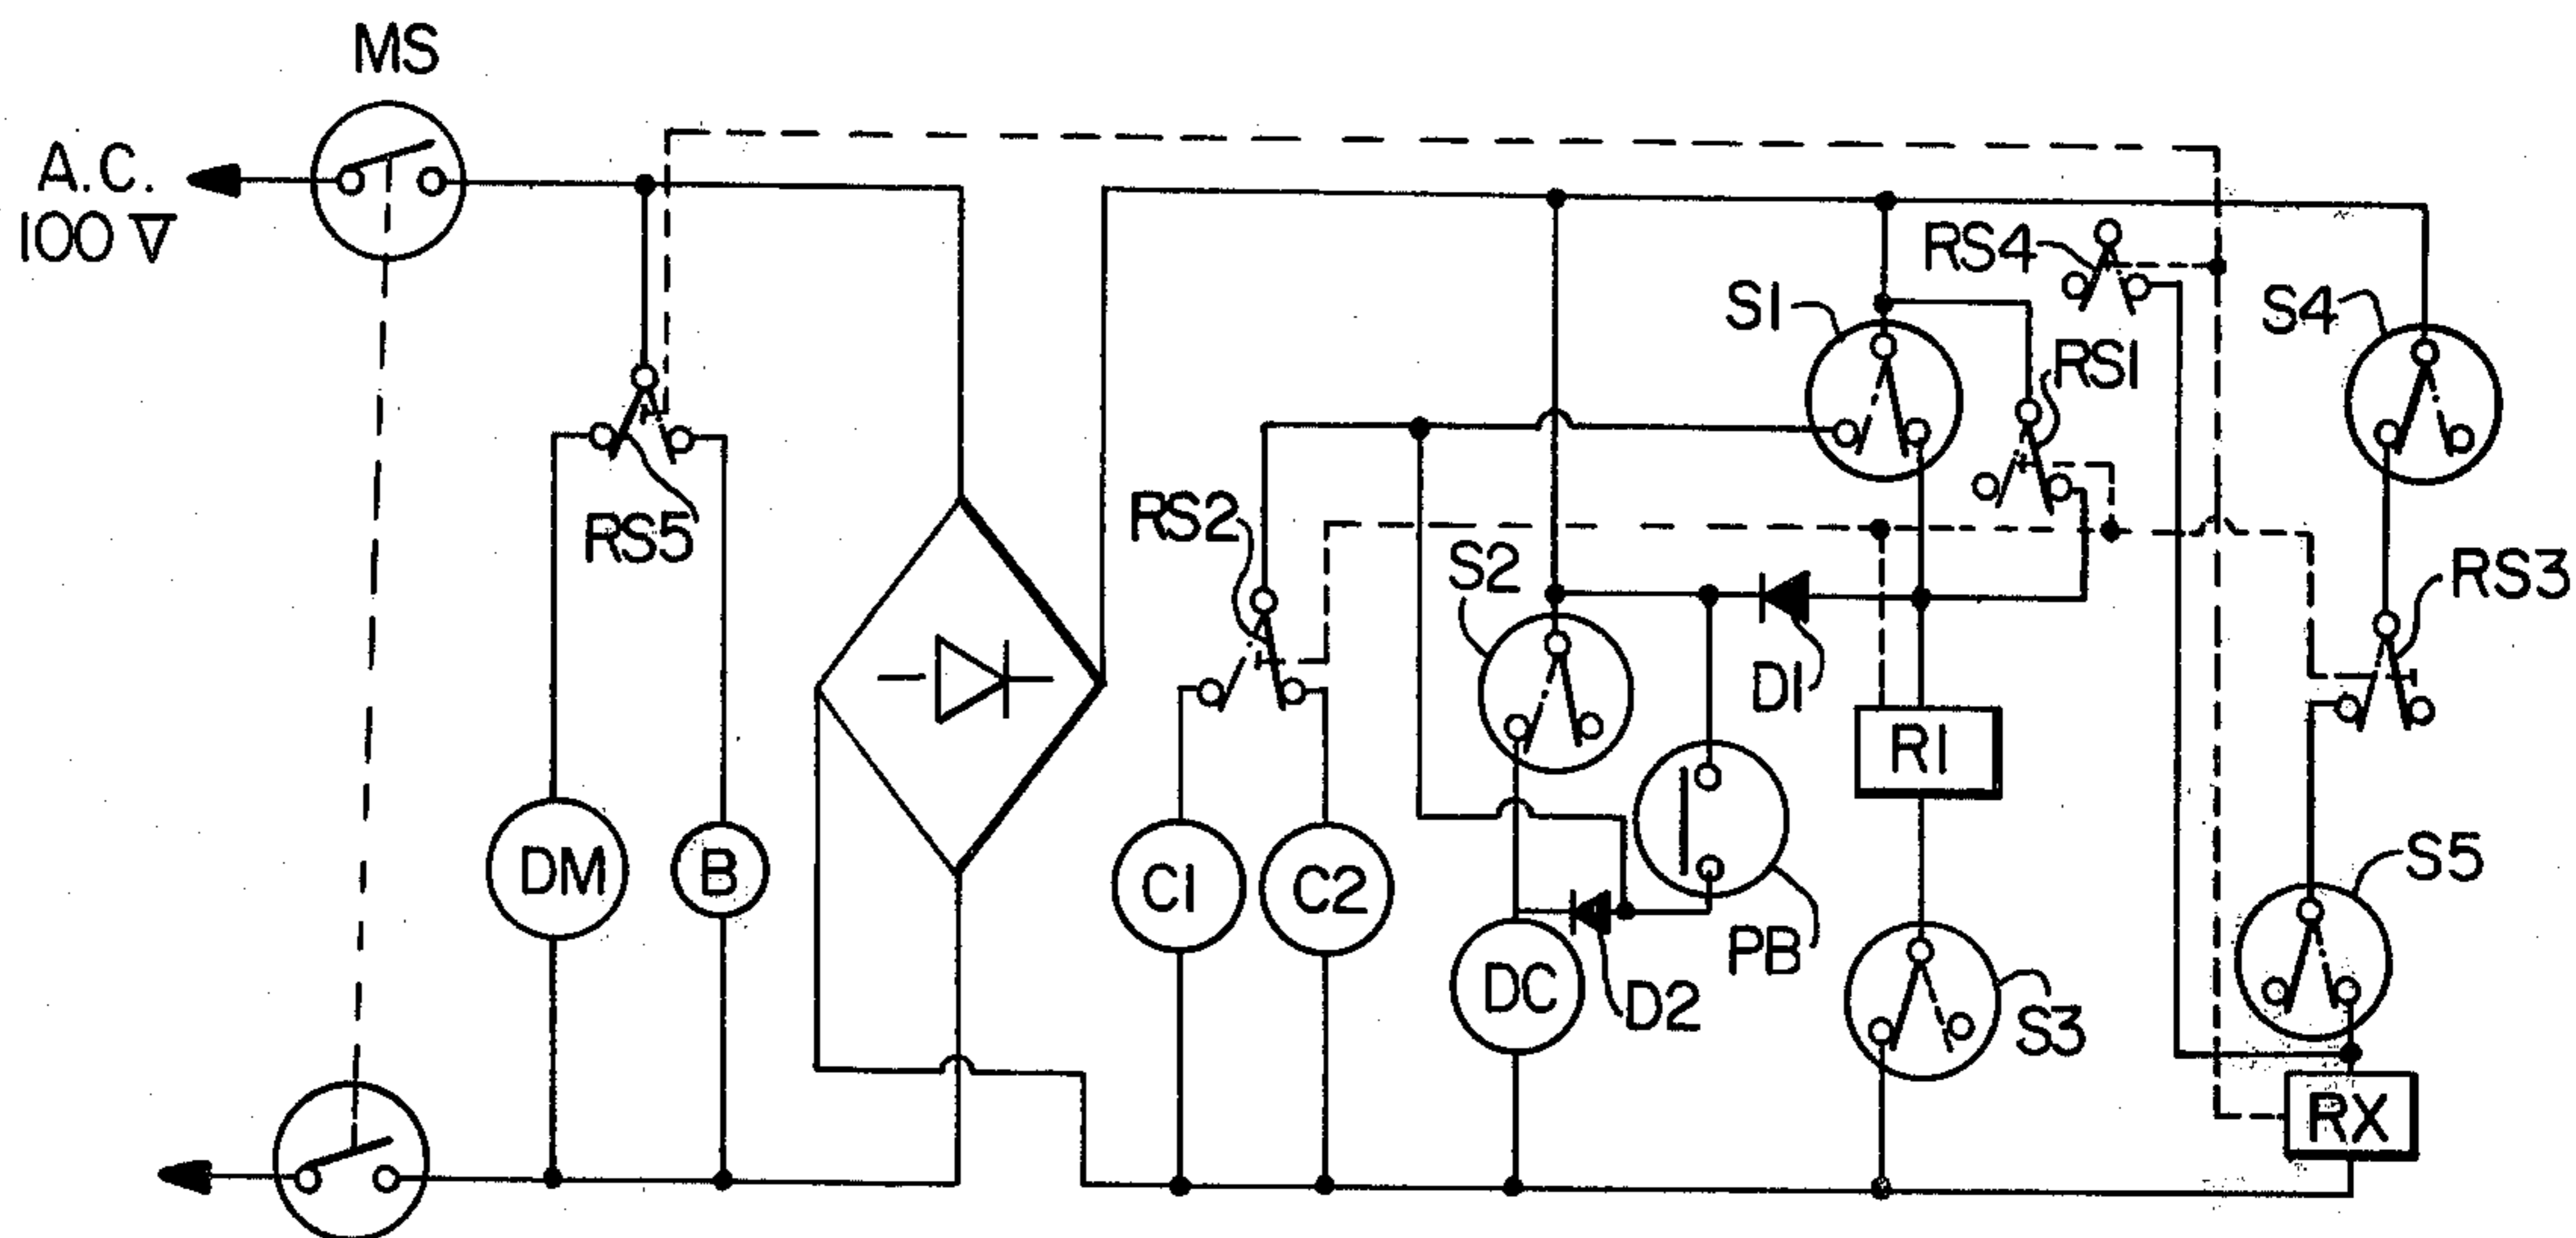 MS
A.C.
100 V
RS4
S1
S4
RS1
RS2
RS5
S2
RS3
D1
R1
DM
B
C1
C2
S5
PB
DC
D2
S3
RX